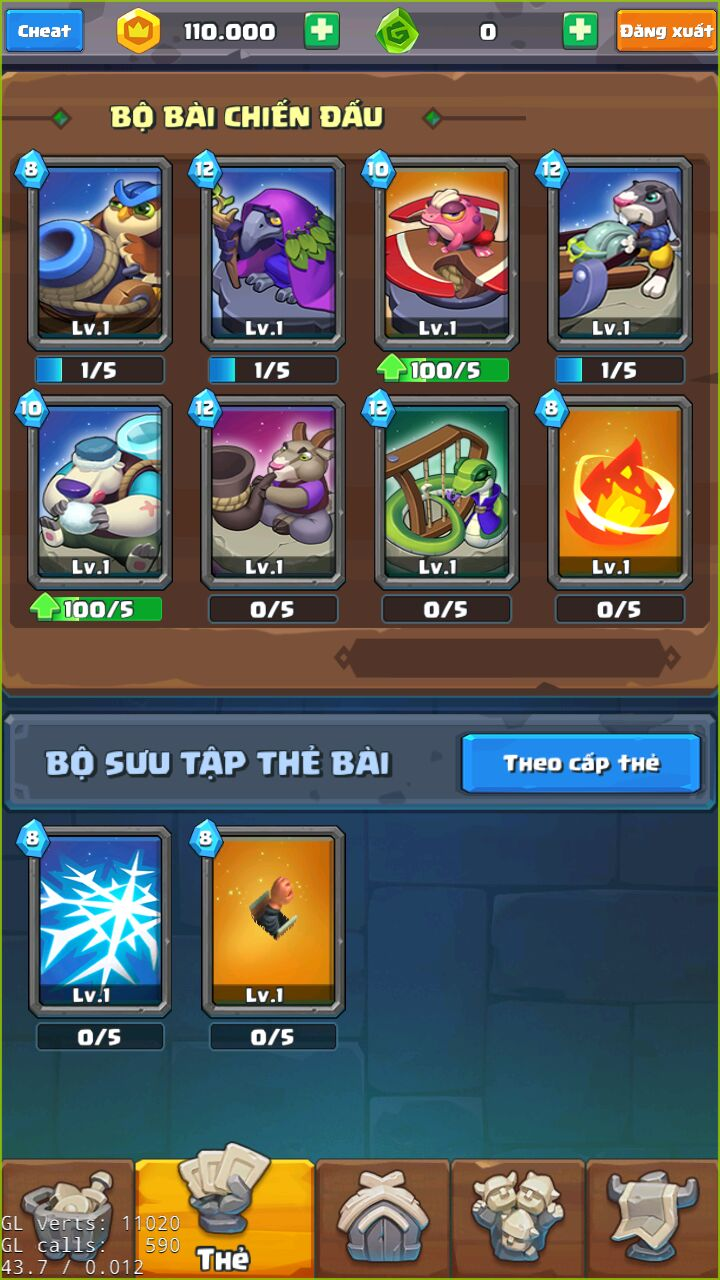 Cheat 110.000 0 Đăng xuất
BỘ BÀI CHIẾN ĐẤU
8 12 10 12
Lv.1 Lv.1 Lv.1 Lv.1
1/5 1/5 100/5 1/5
10 12 12 8
Lv.1 Lv.1 Lv.1 Lv.1
100/5 0/5 0/5 0/5
BỘ SƯU TẬP THẺ BÀI Theo cấp thẻ
8 8
Lv.1 Lv.1
0/5 0/5
GL verts: 11020
GL calls: 590
43.7 / 0.012
Thẻ